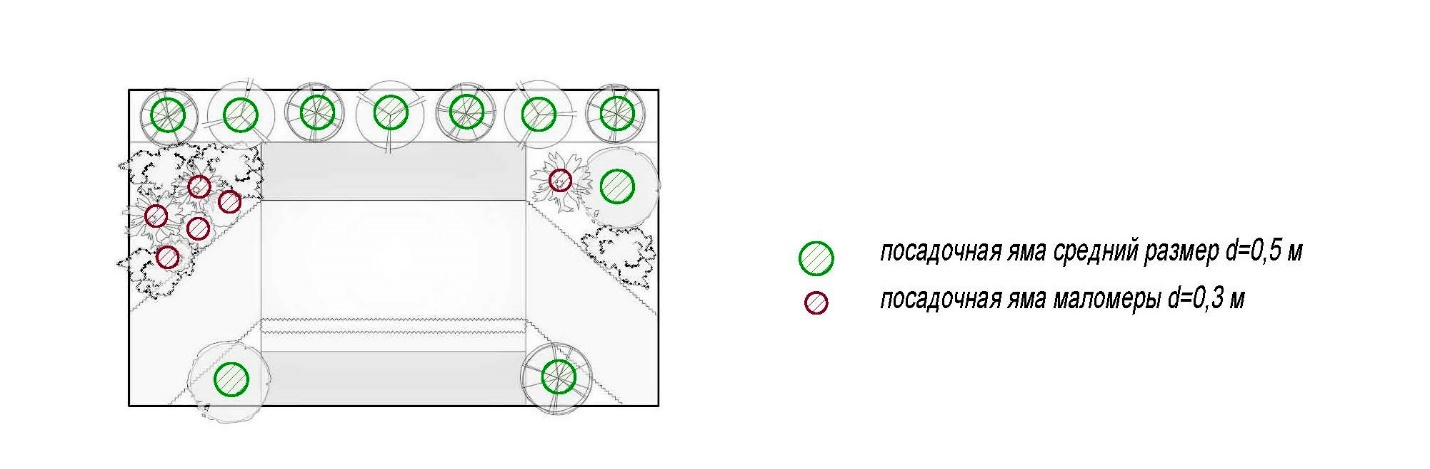 посадочная яма средний размер d=0,5 м
посадочная яма маломеры d=0,3 м